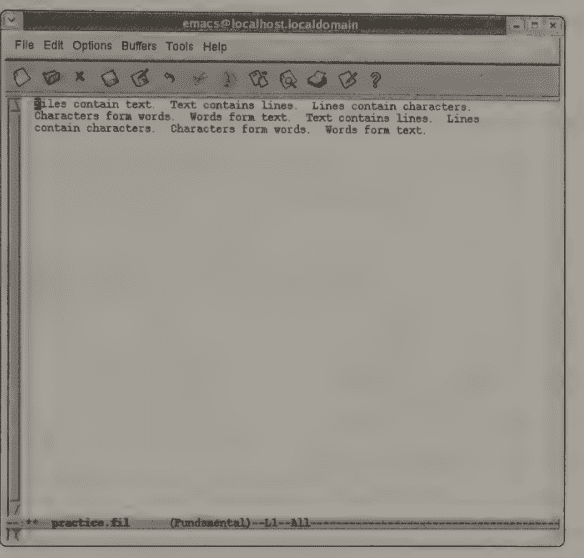 emacs@localhost.localdomain
File Edit Options Buffers Tools Help
Files contain text.  Text contains lines.  Lines contain characters.
Characters form words.  Words form text.  Text contains lines.  Lines
contain characters.  Characters form words.  Words form text.
--:** practice.fil (Fundamental)--L1--All--------------------------------